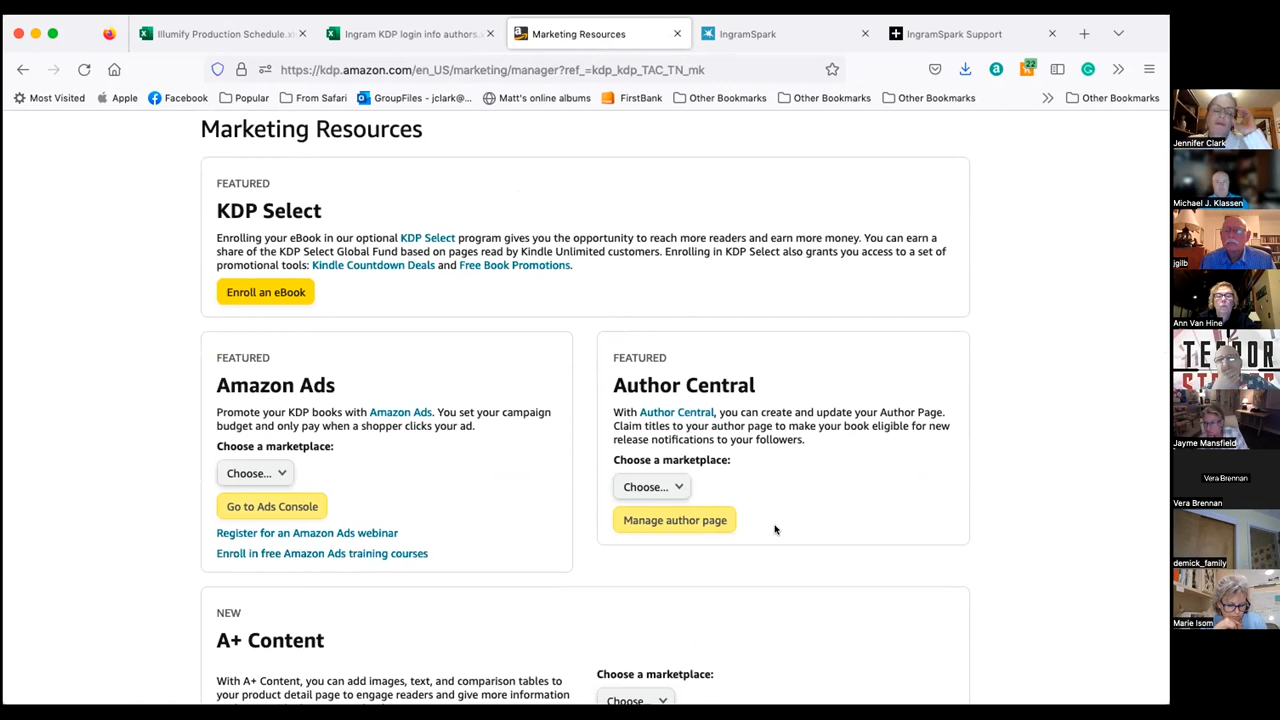 Illumify Production Schedule.xl
Ingram KDP login info authors.
Marketing Resources
IngramSpark
IngramSpark Support
https://kdp.amazon.com/en_US/marketing/manager?ref_=kdp_kdp_TAC_TN_mk
22
Most Visited
Apple
Facebook
Popular
From Safari
GroupFiles - jclark@...
Matt's online albums
FirstBank
Other Bookmarks
Other Bookmarks
Other Bookmarks
Other Bookmarks
Marketing Resources
FEATURED
KDP Select
Enrolling your eBook in our optional KDP Select program gives you the opportunity to reach more readers and earn more money. You can earn a
share of the KDP Select Global Fund based on pages read by Kindle Unlimited customers. Enrolling in KDP Select also grants you access to a set of
promotional tools: Kindle Countdown Deals and Free Book Promotions.
Enroll an eBook
FEATURED
Amazon Ads
Promote your KDP books with Amazon Ads. You set your campaign
budget and only pay when a shopper clicks your ad.
Choose a marketplace:
Choose...
Go to Ads Console
Register for an Amazon Ads webinar
Enroll in free Amazon Ads training courses
FEATURED
Author Central
With Author Central, you can create and update your Author Page.
Claim titles to your author page to make your book eligible for new
release notifications to your followers.
Choose a marketplace:
Choose...
Manage author page
NEW
A+ Content
With A+ Content, you can add images, text, and comparison tables to
your product detail page to engage readers and give more information
Choose a marketplace:
Choose...
Jennifer Clark
Michael J. Klassen
jgilb
Ann Van Hine
Jayme Mansfield
Vera Brennan
Vera Brennan
demick_family
Marie Isom